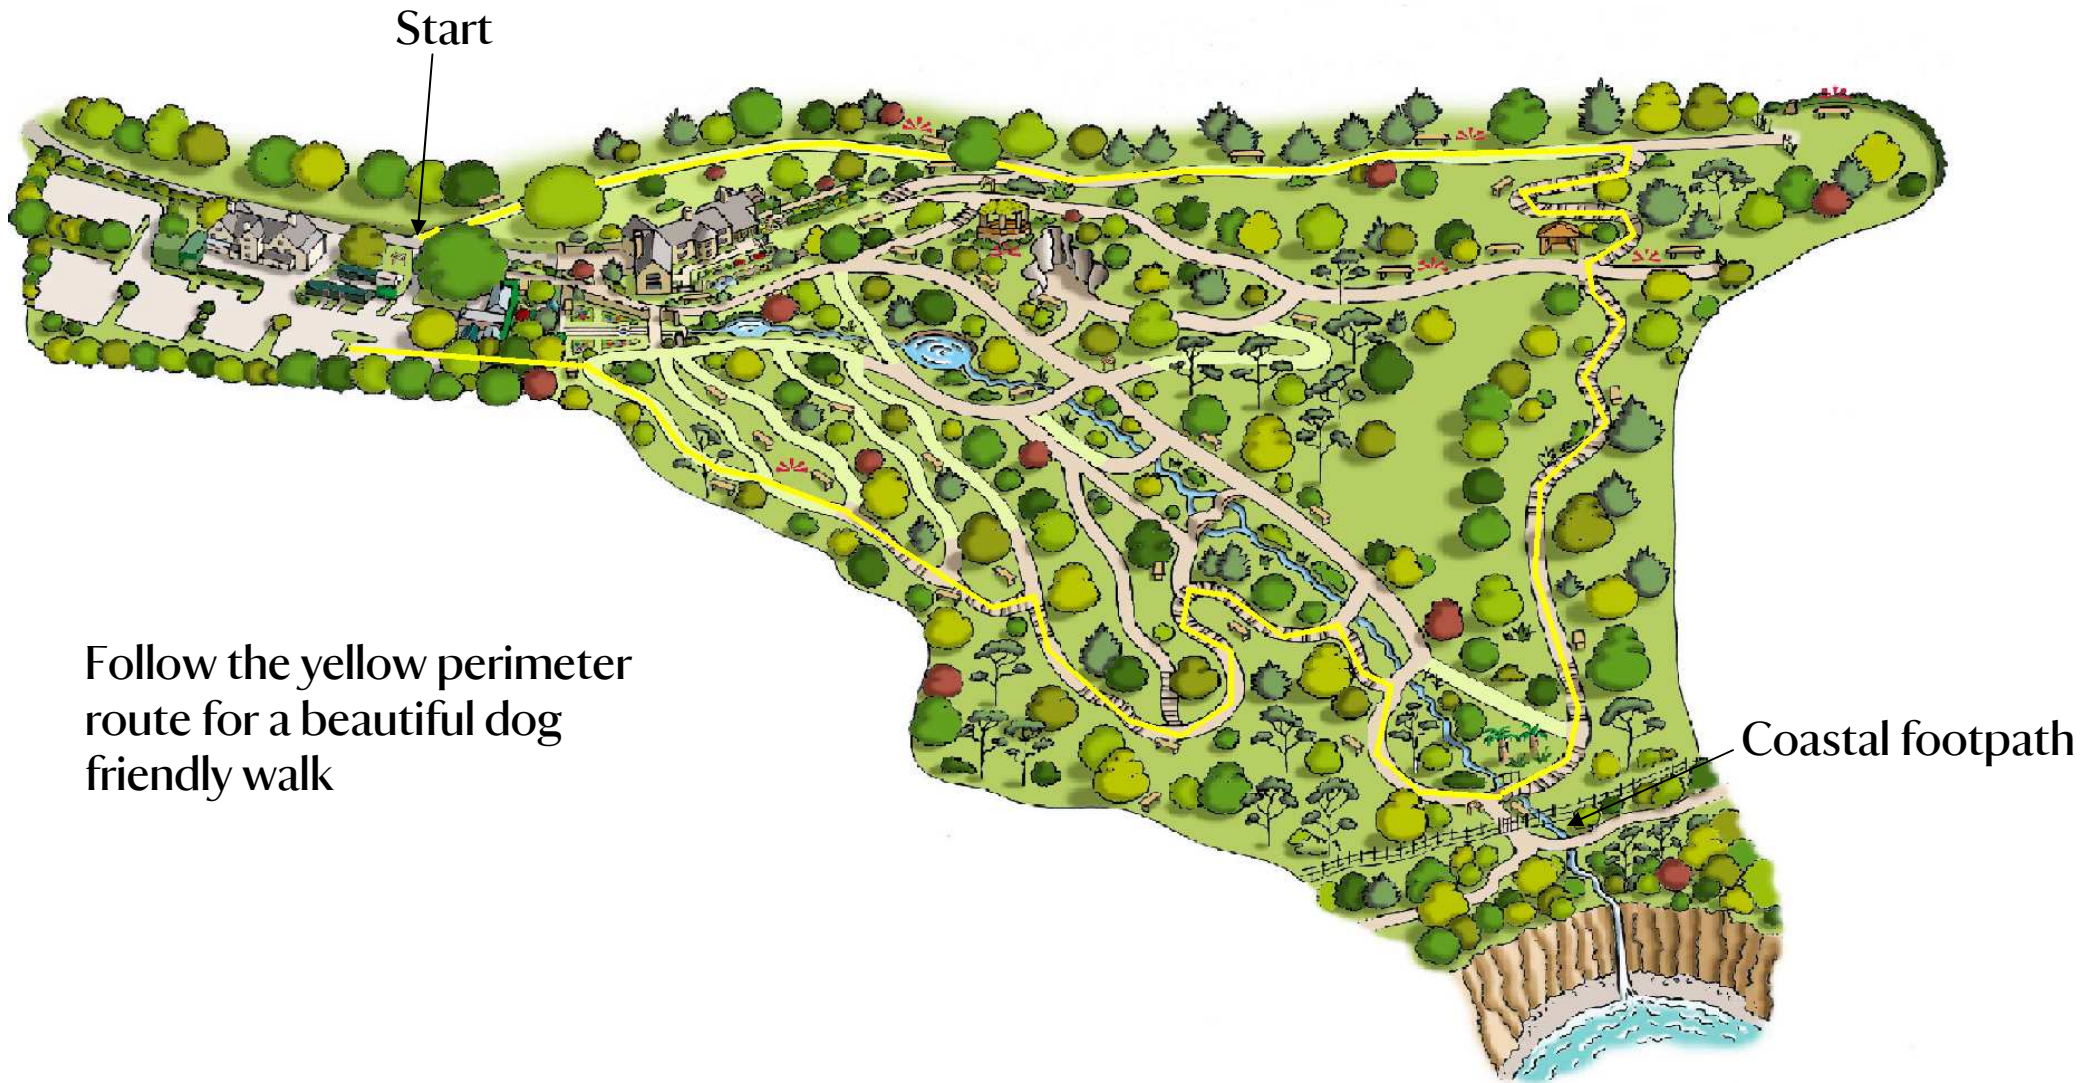 Start
Follow the yellow perimeter
route for a beautiful dog
friendly walk
Coastal footpath